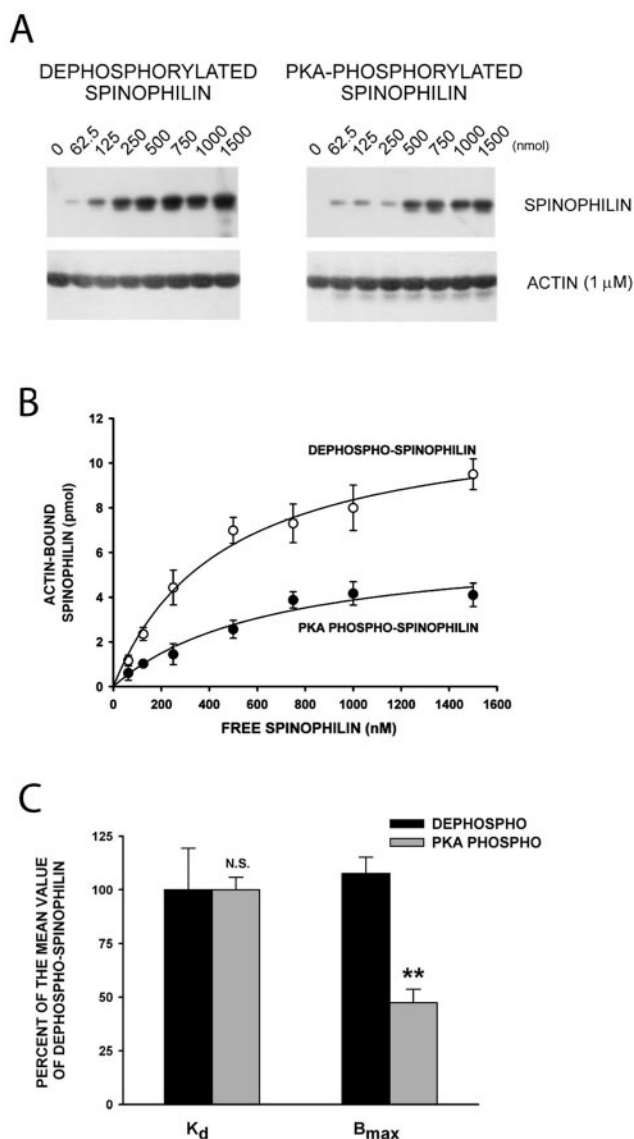 A
DEPHOSPHORYLATED
SPINOPHILIN
PKA-PHOSPHORYLATED
SPINOPHILIN
0 62.5 125 250 500 750 1000 1500
0 62.5 125 250 500 750 1000 1500 (nmol)
SPINOPHILIN
ACTIN (1 μM)
B
12
10
8
6
4
2
0
ACTIN-BOUND
SPINOPHILIN (pmol)
DEPHOSPHO-SPINOPHILIN
PKA PHOSPHO-SPINOPHILIN
0 200 400 600 800 1000 1200 1400 1600
FREE SPINOPHILIN (nM)
C
DEPHOSPHO
PKA PHOSPHO
125
100
75
50
25
0
PERCENT OF THE MEAN VALUE
OF DEPHOSPHO-SPINOPHILIN
N.S.
**
Kd
Bmax